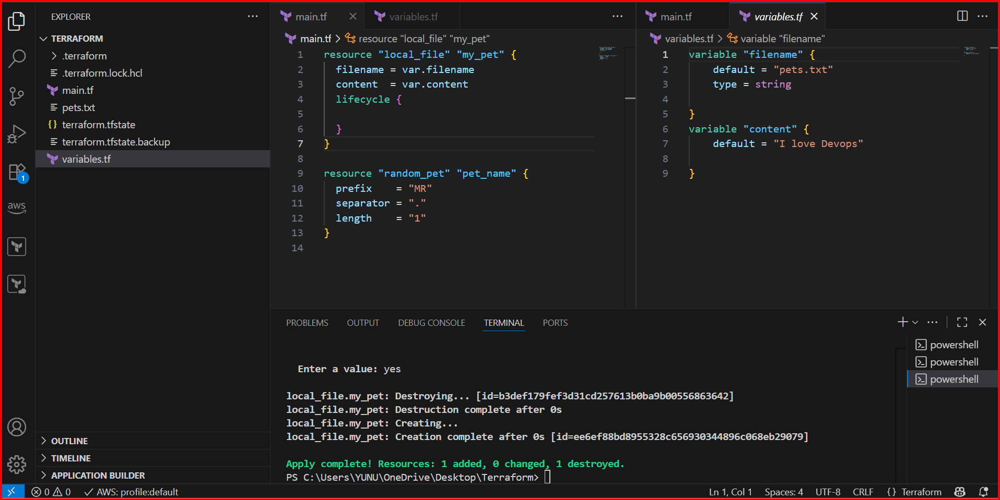 EXPLORER
TERRAFORM
.terraform
.terraform.lock.hcl
main.tf
pets.txt
{} terraform.tfstate
terraform.tfstate.backup
variables.tf
1
aws
OUTLINE
TIMELINE
APPLICATION BUILDER
main.tf
variables.tf
main.tf > resource "local_file" "my_pet"
1 resource "local_file" "my_pet" {
2 filename = var.filename
3 content  = var.content
4 lifecycle {
5
6 }
7 }
8
9 resource "random_pet" "pet_name" {
10 prefix    = "MR"
11 separator = "."
12 length    = "1"
13 }
14
main.tf
variables.tf
variables.tf > variable "filename"
1 variable "filename" {
2 default = "pets.txt"
3 type = string
4
5 }
6 variable "content" {
7 default = "I love Devops"
8
9 }
PROBLEMS OUTPUT DEBUG CONSOLE TERMINAL PORTS
Enter a value: yes
local_file.my_pet: Destroying... [id=b3def179fef3d31cd257613b0ba9b00556863642]
local_file.my_pet: Destruction complete after 0s
local_file.my_pet: Creating...
local_file.my_pet: Creation complete after 0s [id=ee6ef88bd8955328c656930344896c068eb29079]
Apply complete! Resources: 1 added, 0 changed, 1 destroyed.
PS C:\Users\YUNU\OneDrive\Desktop\Terraform>
powershell
powershell
powershell
0 0 AWS: profile:default Ln 1, Col 1 Spaces: 4 UTF-8 CRLF {} Terraform